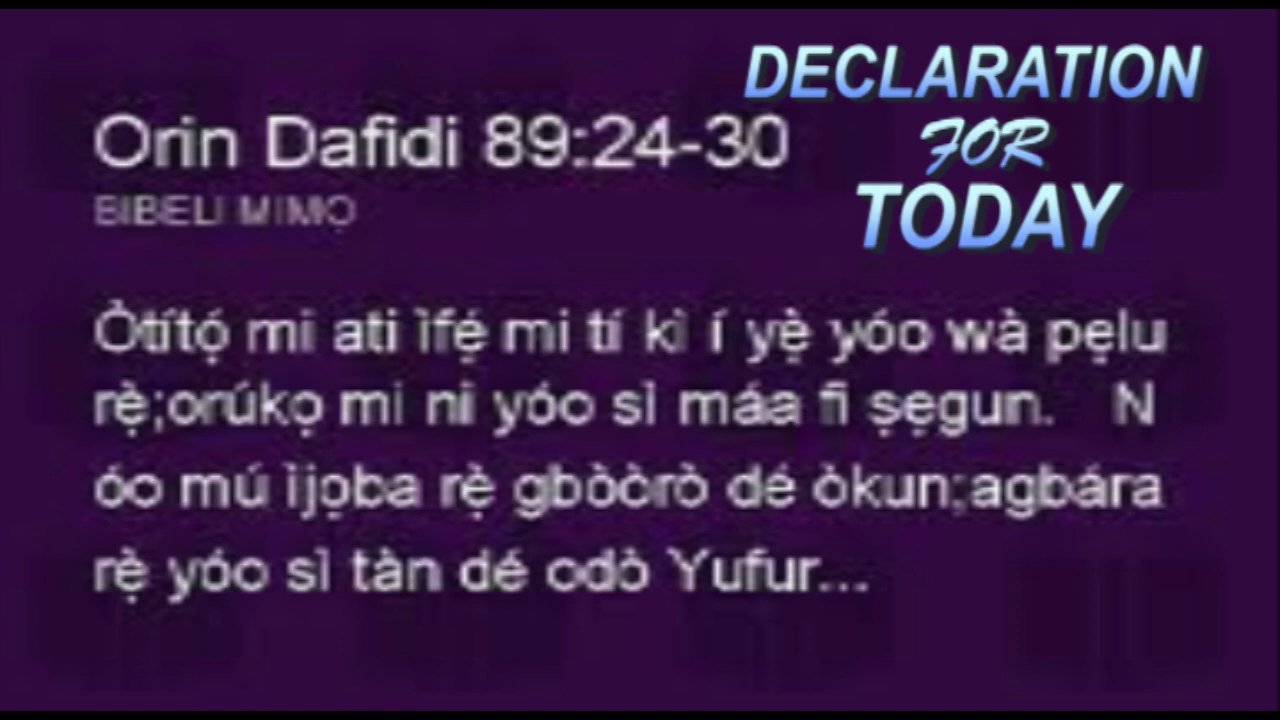 DECLARATION
FOR
TODAY
Orin Dafidi 89:24-30
BIBELI MIMỌ
Òtítọ́ mi ati ìfẹ́ mi tí kì í yẹ̀ yóo wà pẹlu
rẹ̀;orúkọ mi ni yóo sì máa fi ṣẹgun. N
óo mú ìjọba rẹ̀ gbòòrò dé òkun;agbára
rẹ̀ yóo sì tàn dé odò Yufur...